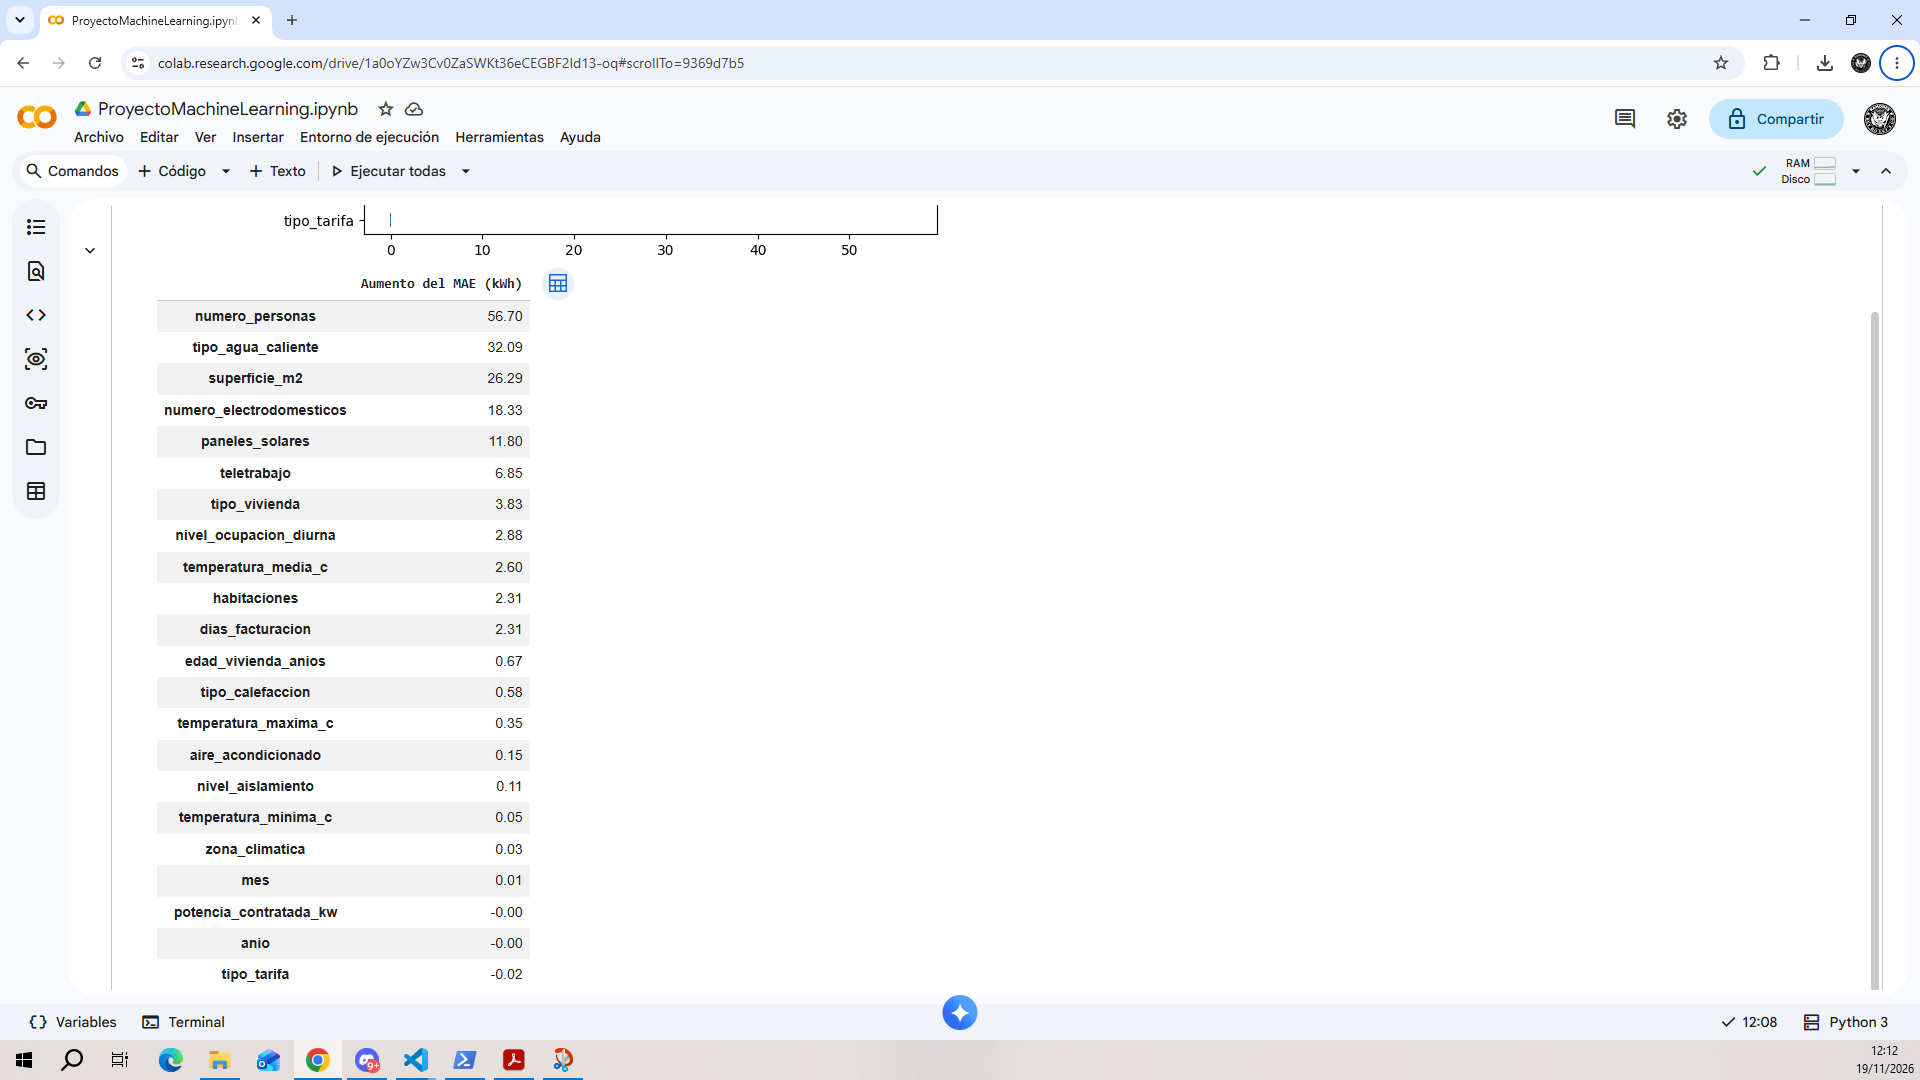 ProyectoMachineLearning.ipynb
colab.research.google.com/drive/1a0oYZw3Cv0ZaSWKt36eCEGBF2Id13-oq#scrollTo=9369d7b5
ProyectoMachineLearning.ipynb
Archivo Editar Ver Insertar Entorno de ejecución Herramientas Ayuda
Compartir
Comandos + Código + Texto Ejecutar todas
RAM
Disco
tipo_tarifa
0 10 20 30 40 50
Aumento del MAE (kWh)
numero_personas 56.70
tipo_agua_caliente 32.09
superficie_m2 26.29
numero_electrodomesticos 18.33
paneles_solares 11.80
teletrabajo 6.85
tipo_vivienda 3.83
nivel_ocupacion_diurna 2.88
temperatura_media_c 2.60
habitaciones 2.31
dias_facturacion 2.31
edad_vivienda_anios 0.67
tipo_calefaccion 0.58
temperatura_maxima_c 0.35
aire_acondicionado 0.15
nivel_aislamiento 0.11
temperatura_minima_c 0.05
zona_climatica 0.03
mes 0.01
potencia_contratada_kw -0.00
anio -0.00
tipo_tarifa -0.02
Variables Terminal
12:08 Python 3
9+
12:12
19/11/2026